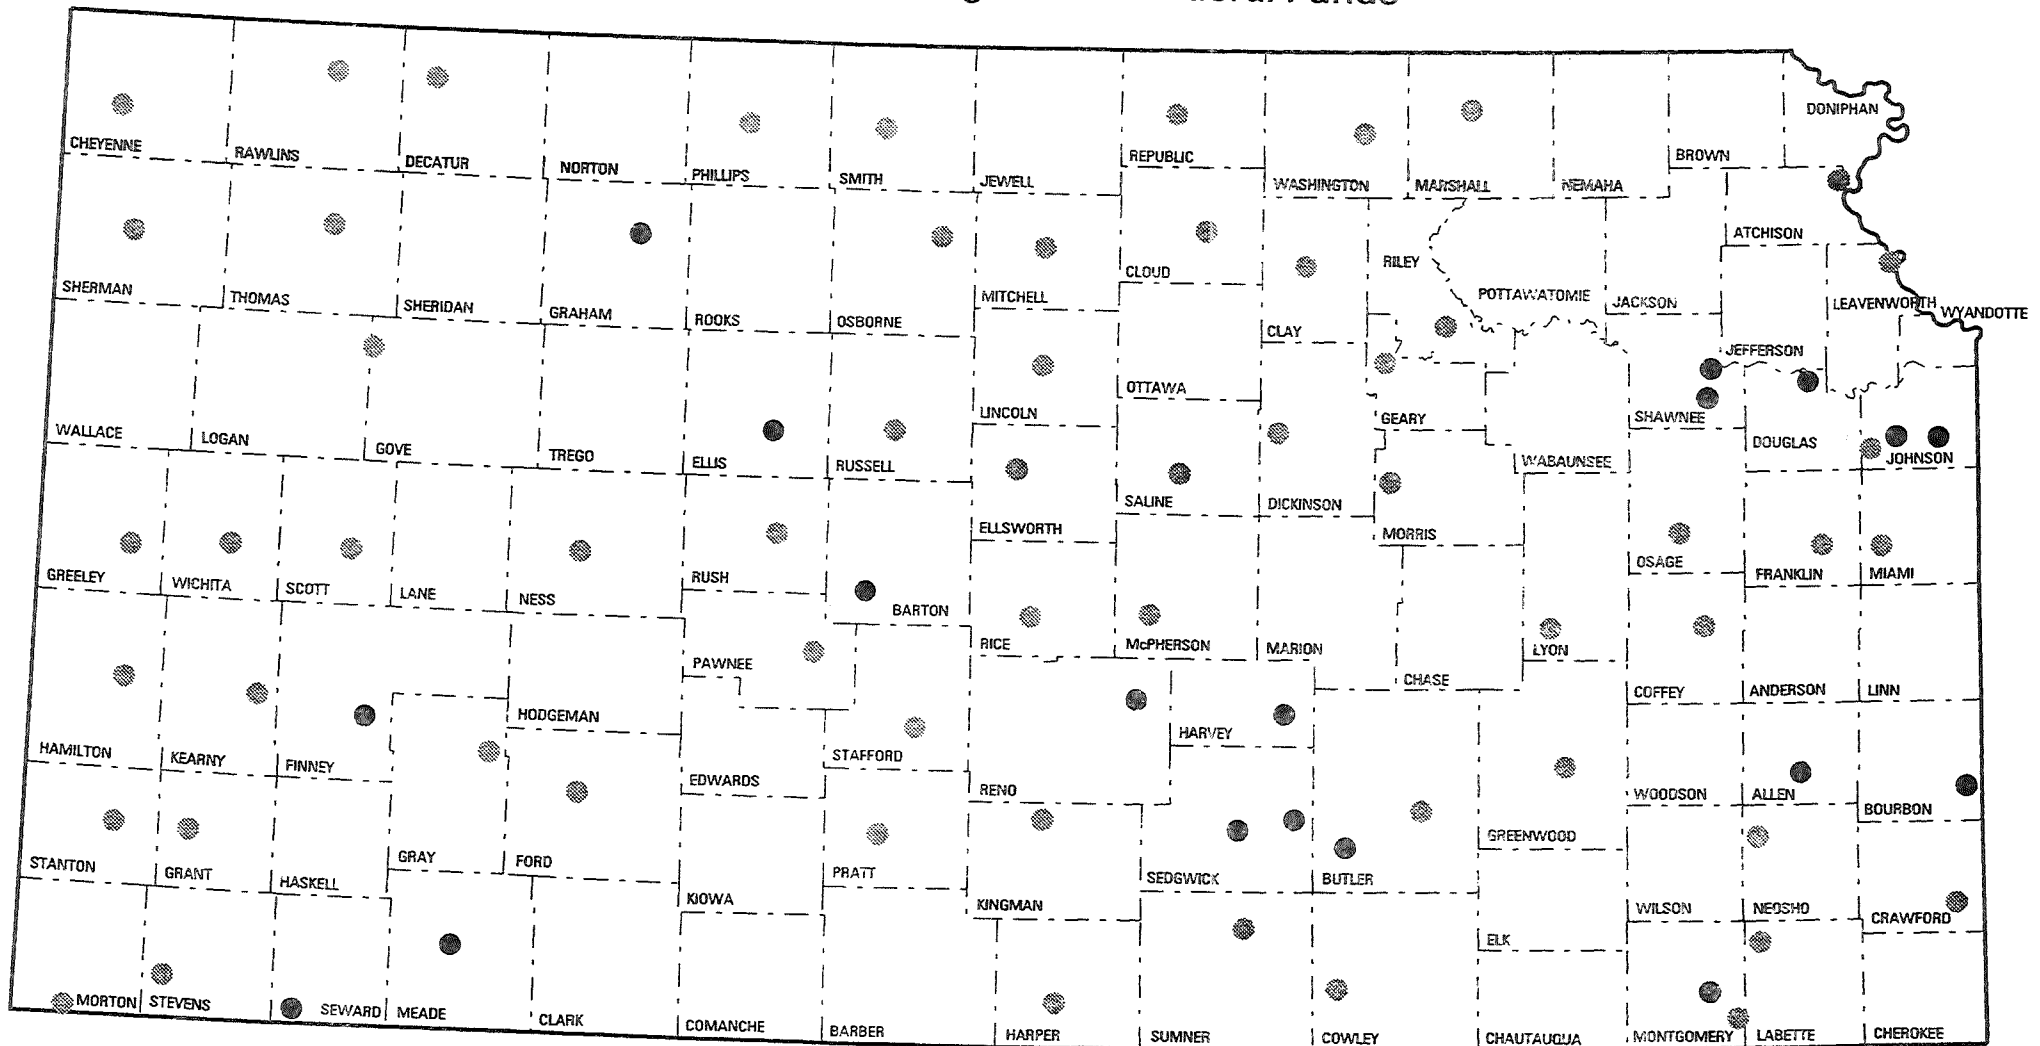 CHEYENNE
RAWLINS
DECATUR
NORTON
PHILLIPS
SMITH
JEWELL
REPUBLIC
WASHINGTON
MARSHALL
NEMAHA
BROWN
DONIPHAN
SHERMAN
THOMAS
SHERIDAN
GRAHAM
ROOKS
OSBORNE
MITCHELL
CLOUD
CLAY
RILEY
POTTAWATOMIE
JACKSON
ATCHISON
JEFFERSON
LEAVENWORTH
WYANDOTTE
WALLACE
LOGAN
GOVE
TREGO
ELLIS
RUSSELL
LINCOLN
OTTAWA
GEARY
WABAUNSEE
SHAWNEE
DOUGLAS
JOHNSON
ELLSWORTH
SALINE
DICKINSON
MORRIS
OSAGE
FRANKLIN
MIAMI
GREELEY
WICHITA
SCOTT
LANE
NESS
RUSH
BARTON
RICE
McPHERSON
MARION
CHASE
LYON
COFFEY
ANDERSON
LINN
HAMILTON
KEARNY
FINNEY
HODGEMAN
PAWNEE
EDWARDS
STAFFORD
RENO
HARVEY
GREENWOOD
WOODSON
ALLEN
BOURBON
STANTON
GRANT
HASKELL
GRAY
FORD
KIOWA
PRATT
KINGMAN
SEDGWICK
BUTLER
ELK
WILSON
NEOSHO
CRAWFORD
MORTON
STEVENS
SEWARD
MEADE
CLARK
COMANCHE
BARBER
HARPER
SUMNER
COWLEY
CHAUTAUQUA
MONTGOMERY
LABETTE
CHEROKEE